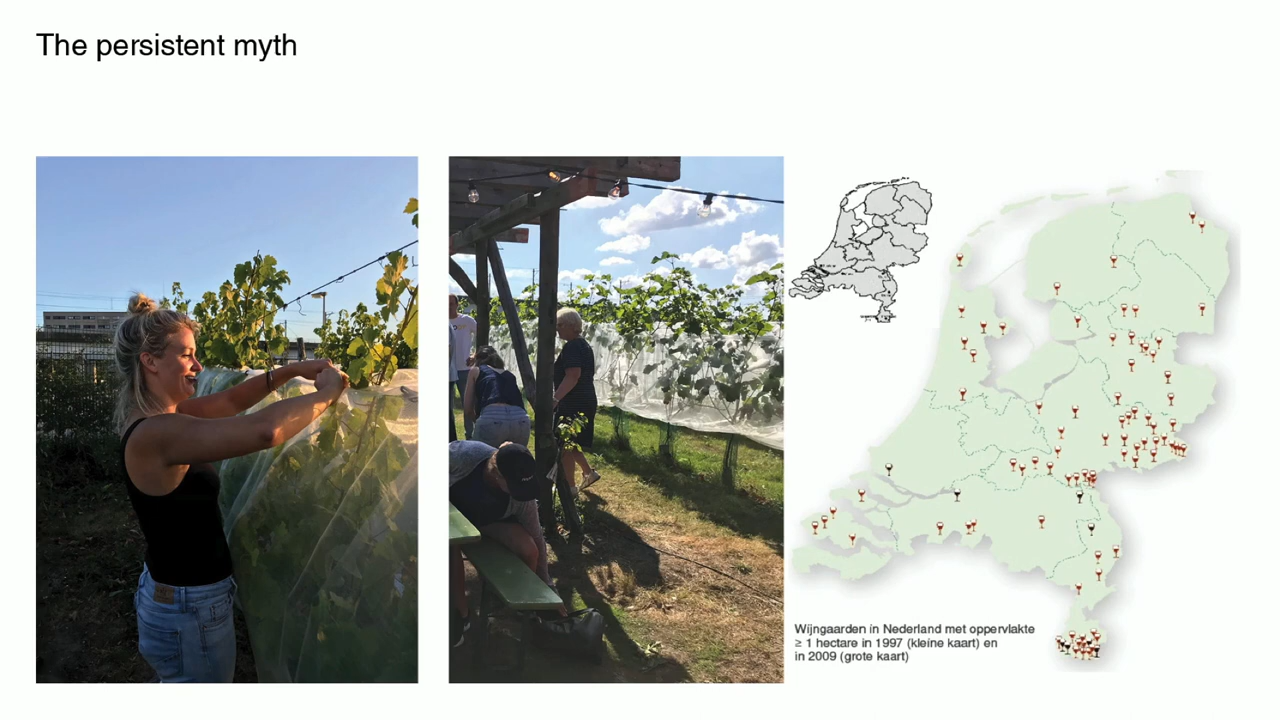 The persistent myth
Wijngaarden in Nederland met oppervlakte
≥ 1 hectare in 1997 (kleine kaart) en
in 2009 (grote kaart)